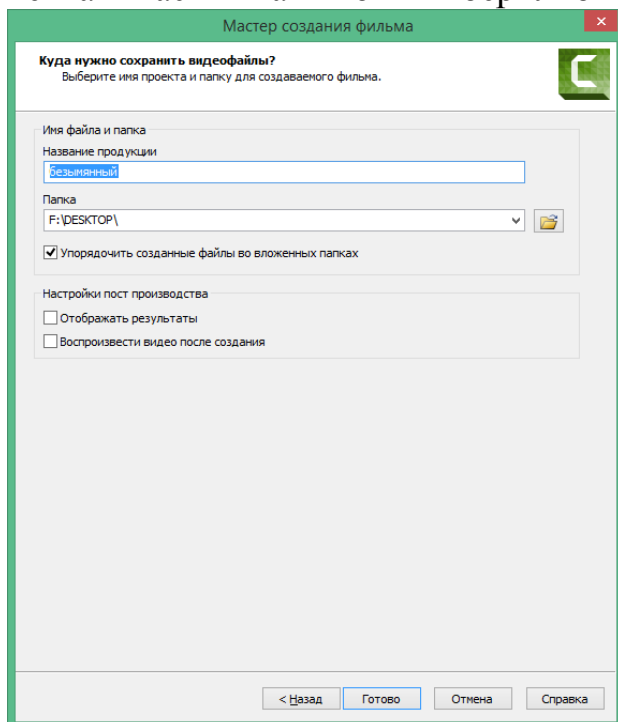 Мастер создания фильма
Куда нужно сохранить видеофайлы?
Выберите имя проекта и папку для создаваемого фильма.
Имя файла и папка
Название продукции
безымянный
Папка
F:\DESKTOP\
Упорядочить созданные файлы во вложенных папках
Настройки пост производства
Отображать результаты
Воспроизвести видео после создания
< Назад Готово Отмена Справка